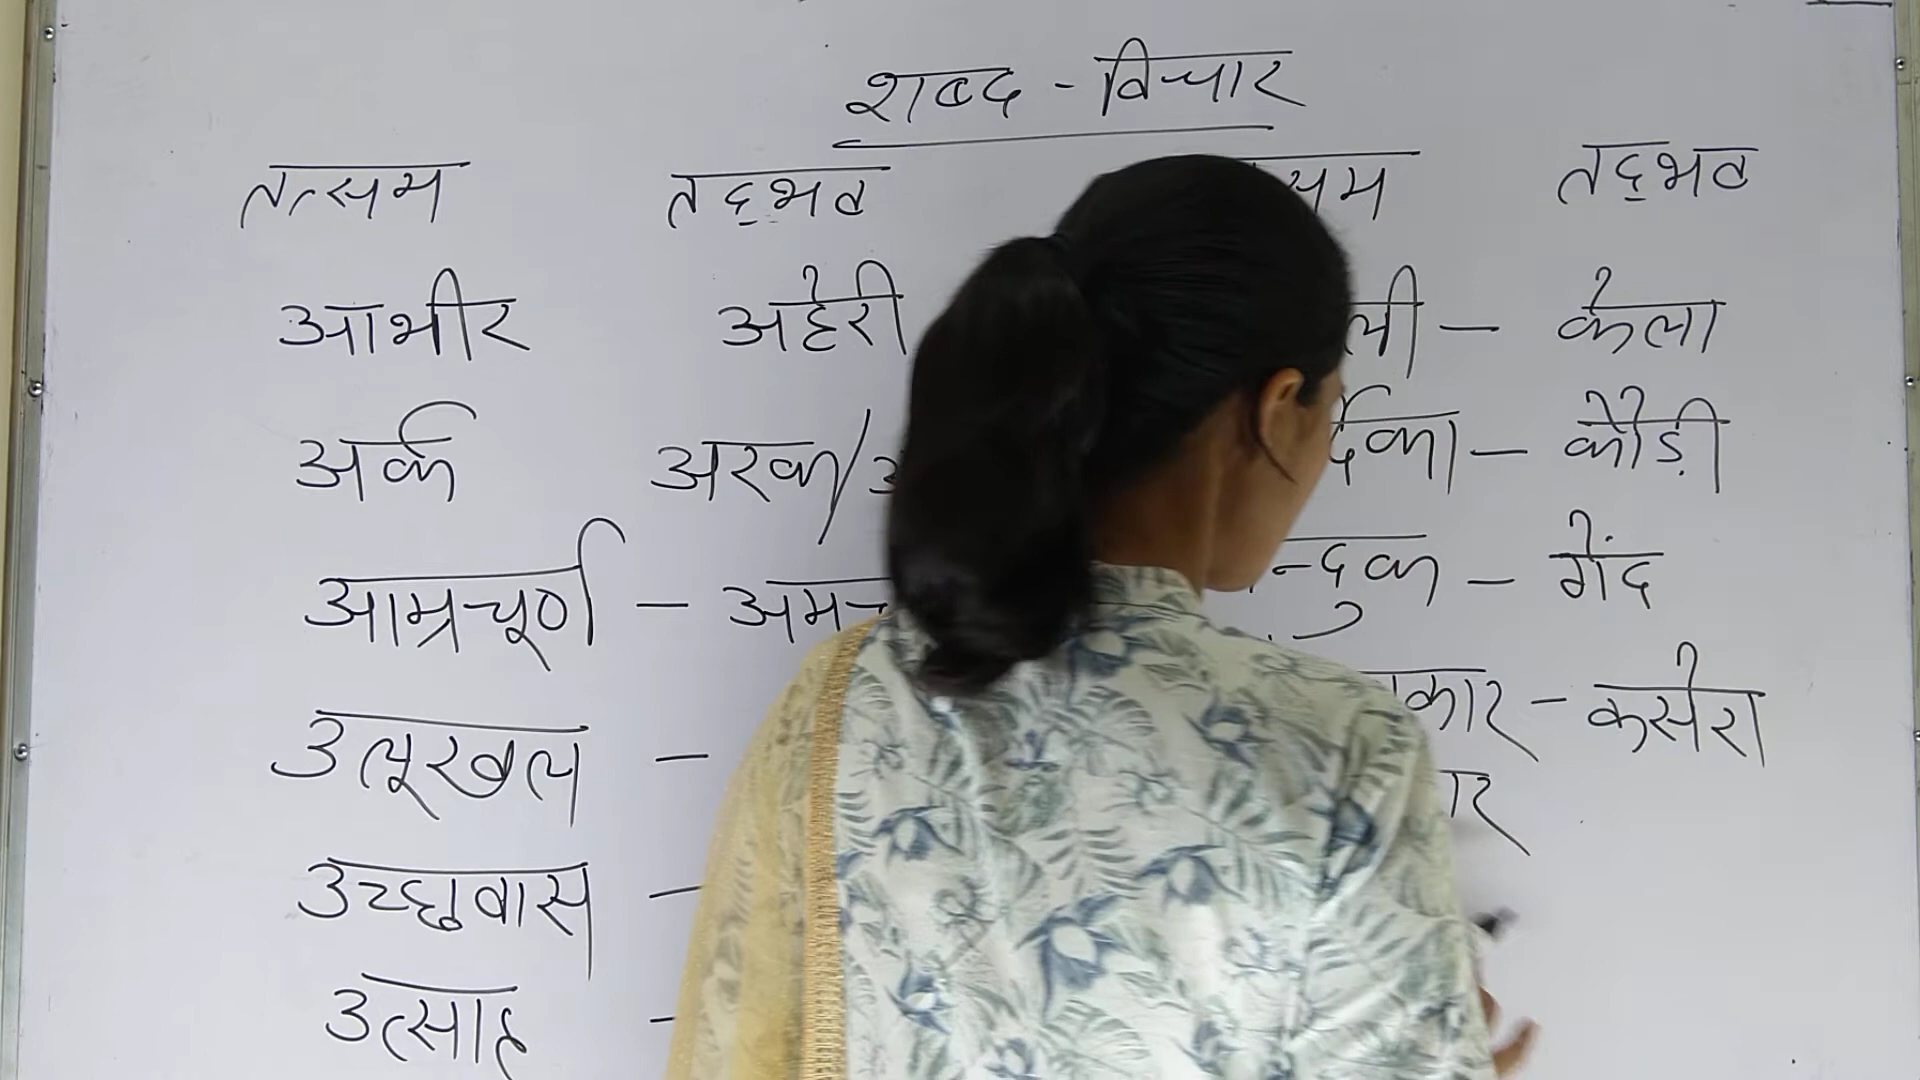 शब्द - विचार
तत्सम तद्भव तद्भव
आभीर अहेरी — केला
अर्क अरक/ — कौड़ी
आम्रचूर्ण — — गेंद
उलूखल — - कसेरा
उच्छ्वास —
उत्साह —